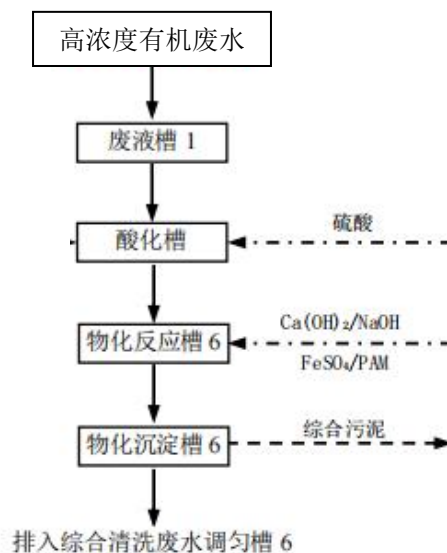 高浓度有机废水
废液槽 1
酸化槽
硫酸
物化反应槽 6
Ca(OH)₂/NaOH
FeSO₄/PAM
物化沉淀槽 6
综合污泥
排入综合清洗废水调匀槽 6